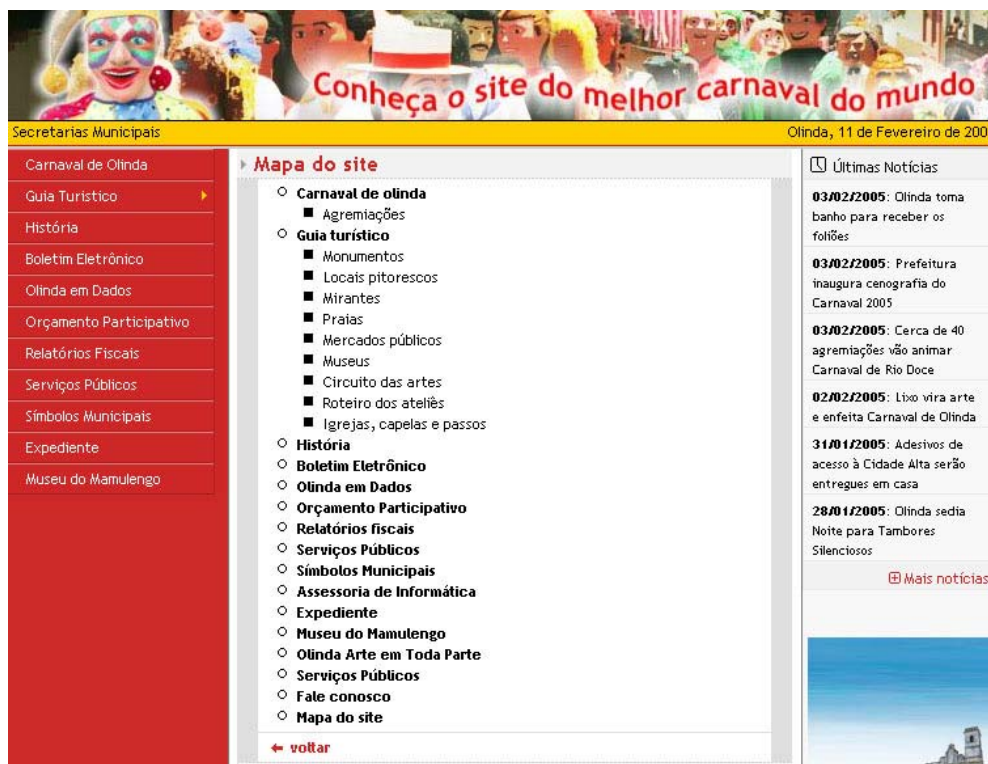 Conheça o site do melhor carnaval do mundo
Secretarias Municipais
Olinda, 11 de Fevereiro de 200
Carnaval de Olinda
Guia Turistico
História
Boletim Eletrônico
Olinda em Dados
Orçamento Participativo
Relatórios Fiscais
Serviços Públicos
Símbolos Municipais
Expediente
Museu do Mamulengo
Mapa do site
Carnaval de olinda
Agremiações
Guia turístico
Monumentos
Locais pitorescos
Mirantes
Praias
Mercados públicos
Museus
Circuito das artes
Roteiro dos ateliês
Igrejas, capelas e passos
História
Boletim Eletrônico
Olinda em Dados
Orçamento Participativo
Relatórios fiscais
Serviços Públicos
Símbolos Municipais
Assessoria de Informática
Expediente
Museu do Mamulengo
Olinda Arte em Toda Parte
Serviços Públicos
Fale conosco
Mapa do site
voltar
Últimas Notícias
03/02/2005: Olinda toma
banho para receber os
foliões
03/02/2005: Prefeitura
inaugura cenografia do
Carnaval 2005
03/02/2005: Cerca de 40
agremiações vão animar
Carnaval de Rio Doce
02/02/2005: Lixo vira arte
e enfeita Carnaval de Olinda
31/01/2005: Adesivos de
acesso à Cidade Alta serão
entregues em casa
28/01/2005: Olinda sedia
Noite para Tambores
Silenciosos
Mais notícias